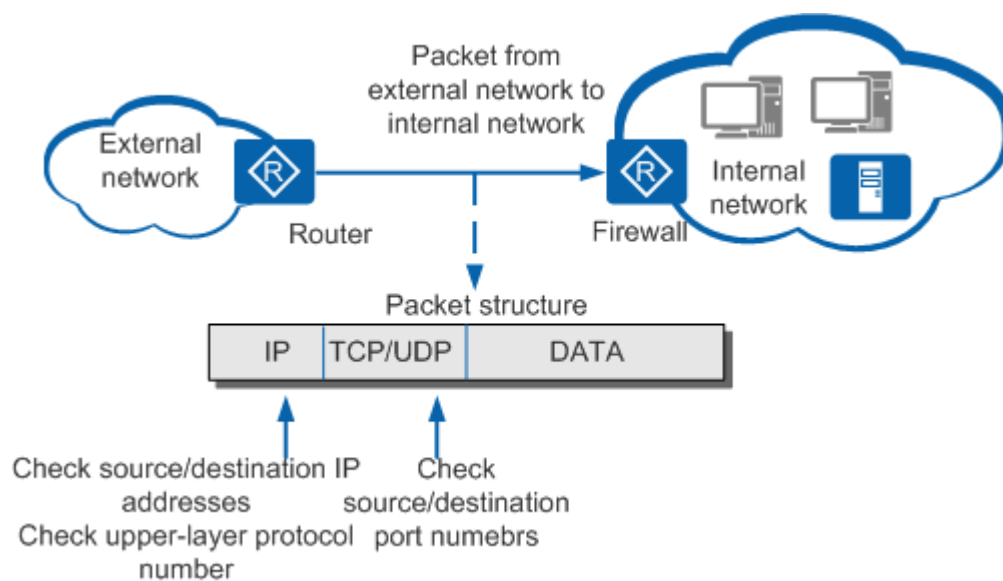 Packet from
external network to
internal network
External
network
R
Router
R
Firewall
Internal
network
Packet structure
IP
TCP/UDP
DATA
Check source/destination IP
addresses
Check upper-layer protocol
number
Check
source/destination
port numebrs